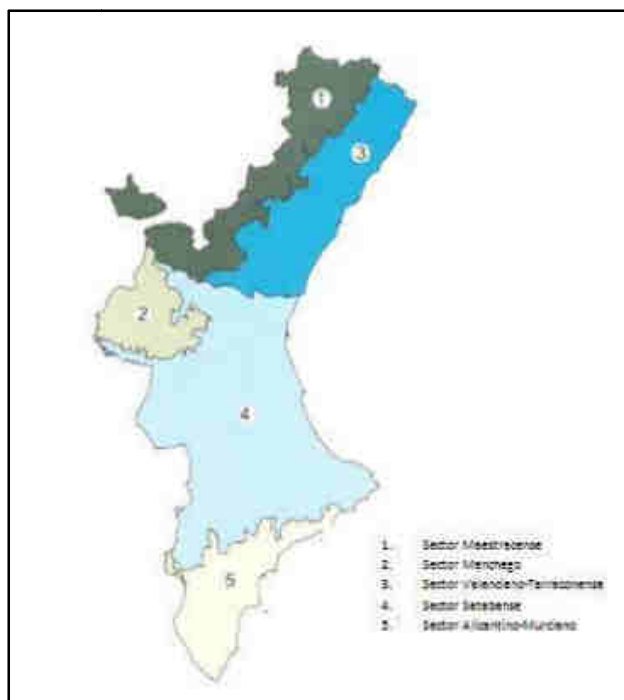 1
3
2
4
5
1. Sector Maestracense
2. Sector Manchego
3. Sector Valenciano-Tarraconense
4. Sector Setabense
5. Sector Alicantino-Murciano